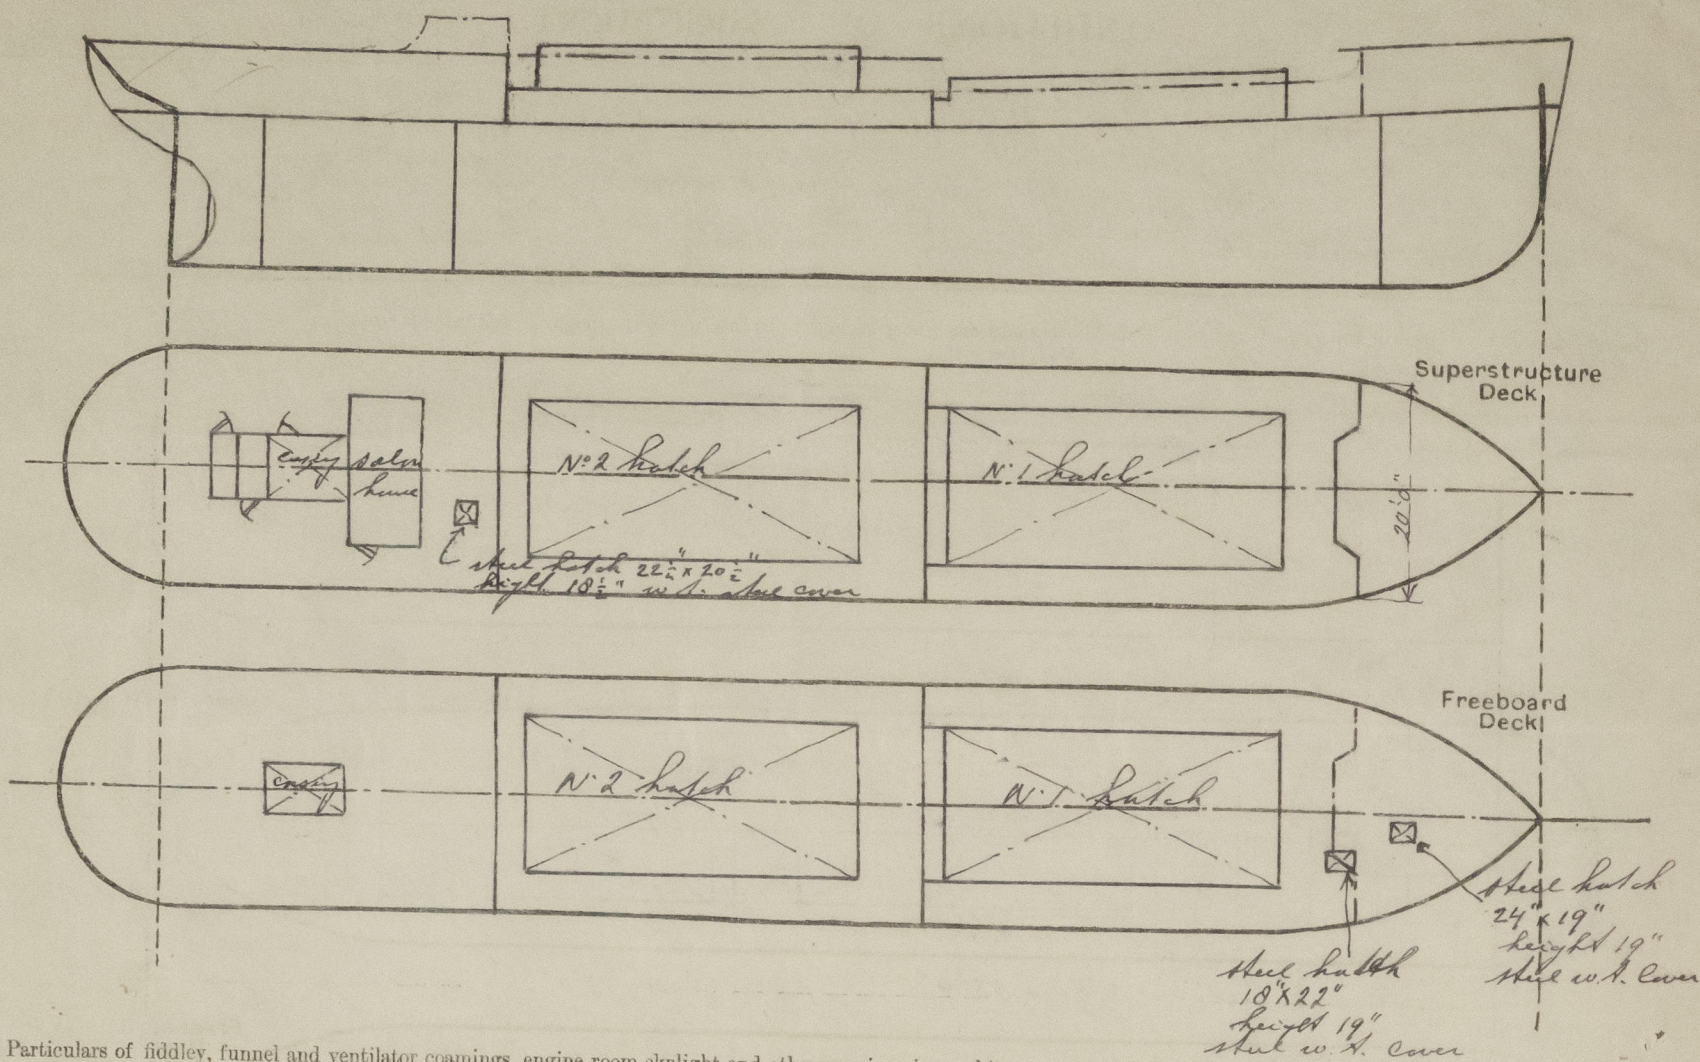 Superstructure
Deck
casing
saloon
house
No 2 hatch
No 1 hatch
20'0"
steel hatch 22½" x 20½"
height 18½" w.t. steel cover
Freeboard
Deck
casing
No 2 hatch
No 1 hatch
steel hatch
24" x 19"
height 19"
steel w.t. cover
steel hatch
18" x 22"
height 19"
steel w.t. cover
Particulars of fiddley, funnel and ventilator coamings, engine room skylight and